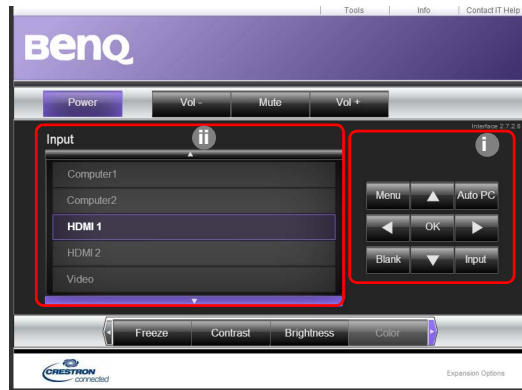 Tools Info Contact IT Help
BenQ
Power Vol - Mute Vol +
Interface 2.7.2.8
Input
ii
i
Computer1
Computer2
HDMI 1
HDMI 2
Video
Menu Auto PC
OK
Blank Input
Freeze Contrast Brightness Color
CRESTRON
connected
Expansion Options